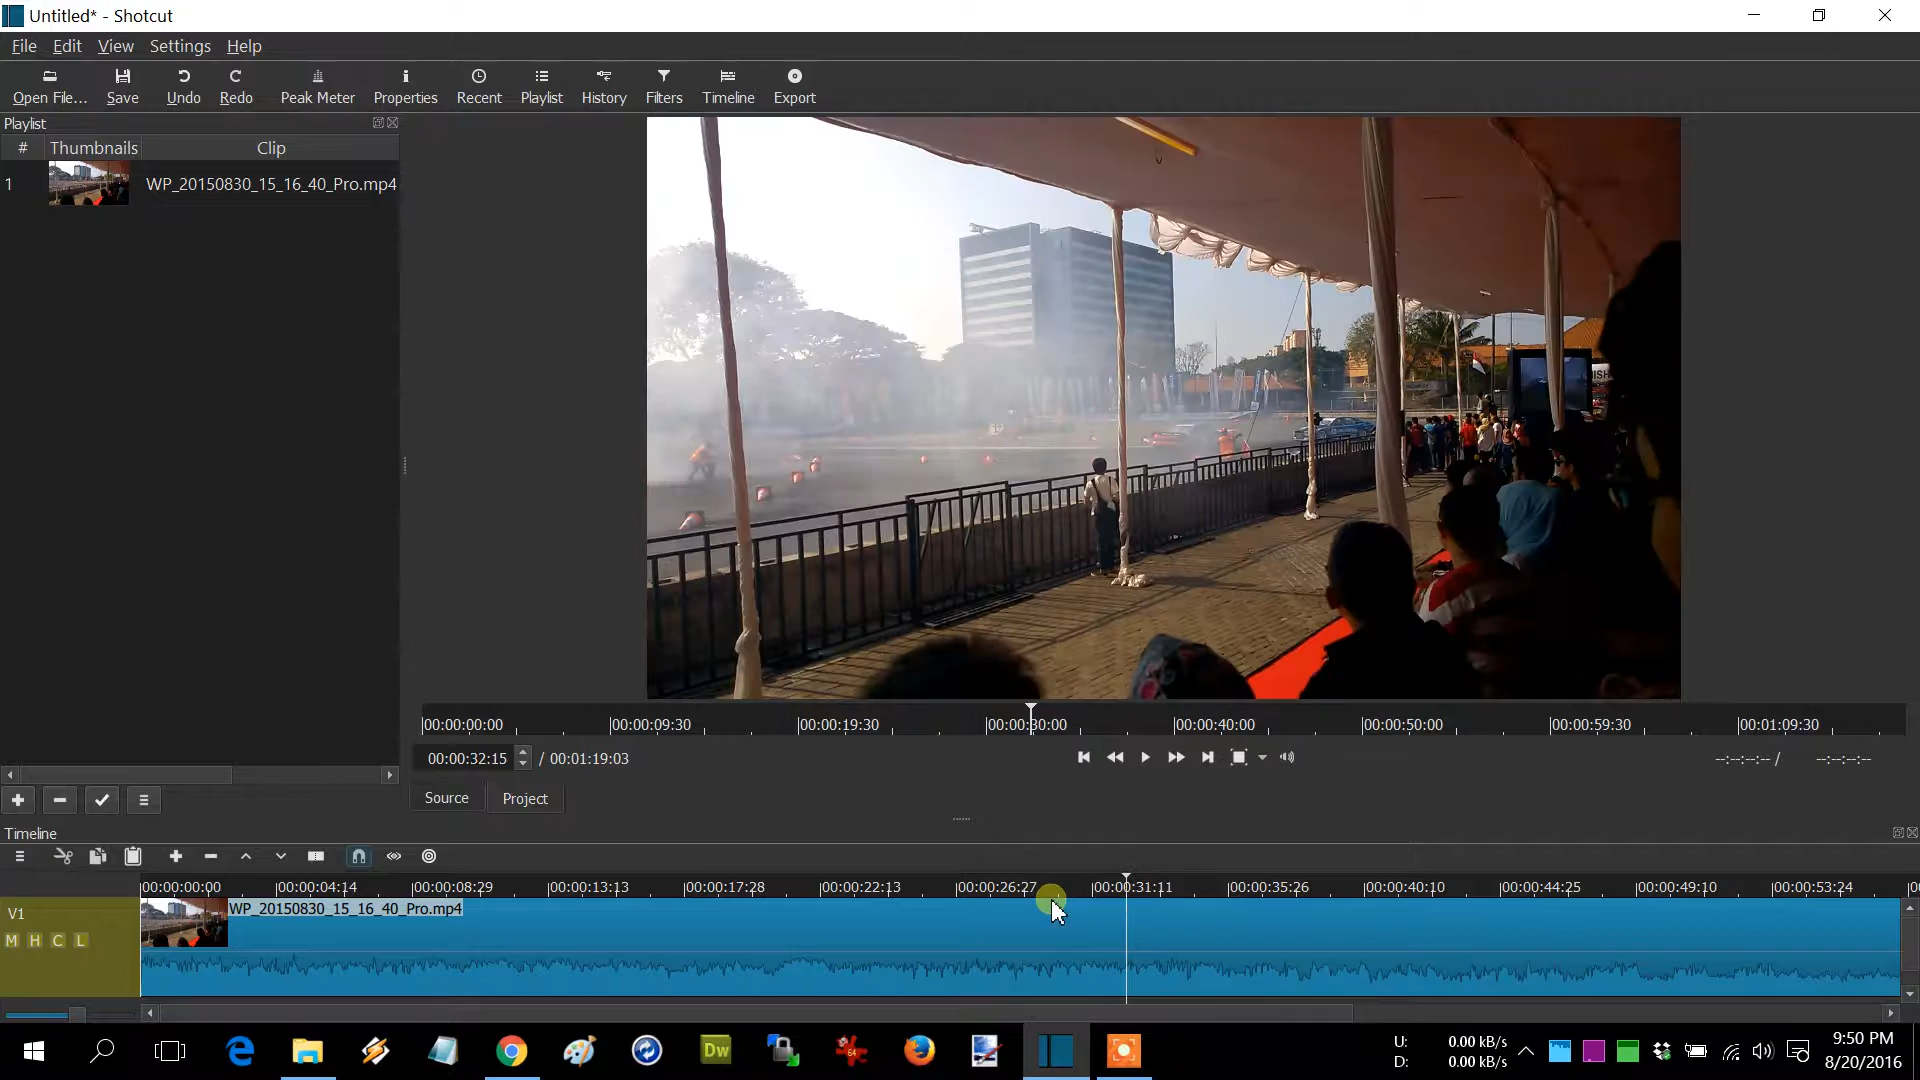 Untitled* - Shotcut
File Edit View Settings Help
Open File... Save Undo Redo Peak Meter Properties Recent Playlist History Filters Timeline Export
Playlist
# Thumbnails Clip
1 WP_20150830_15_16_40_Pro.mp4
00:00:00:00 00:00:09:30 00:00:19:30 00:00:30:00 00:00:40:00 00:00:50:00 00:00:59:30 00:01:09:30
00:00:32:15 / 00:01:19:03 --:--:--:-- / --:--:--:--
Source Project
Timeline
00:00:00:00 00:00:04:14 00:00:08:29 00:00:13:13 00:00:17:28 00:00:22:13 00:00:26:27 00:00:31:11 00:00:35:26 00:00:40:10 00:00:44:25 00:00:49:10 00:00:53:24
V1 WP_20150830_15_16_40_Pro.mp4
M H C L
Dw 64
U: 0.00 kB/s
D: 0.00 kB/s
9:50 PM
8/20/2016